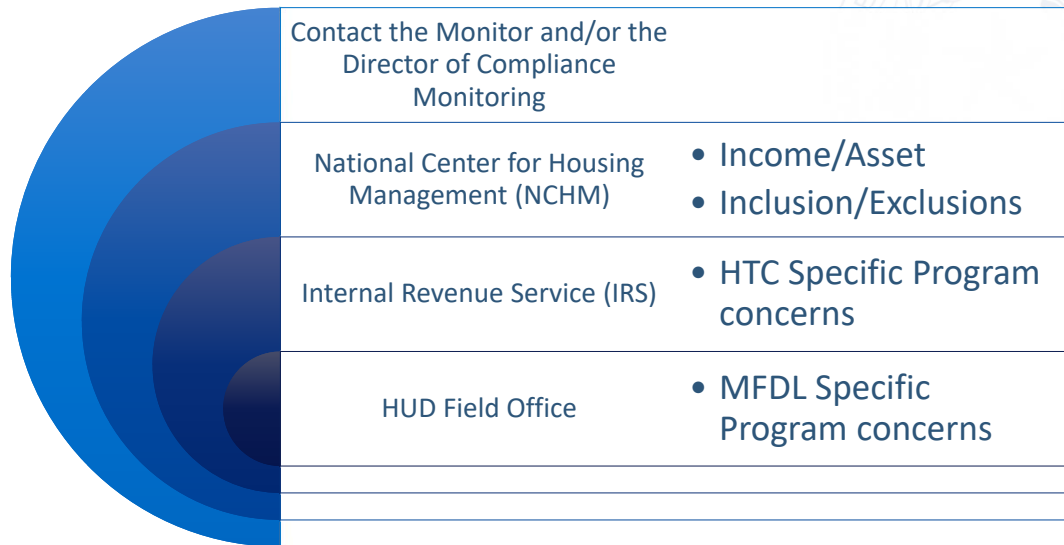 Contact the Monitor and/or the
Director of Compliance
Monitoring
National Center for Housing
Management (NCHM)
• Income/Asset
• Inclusion/Exclusions
Internal Revenue Service (IRS)
• HTC Specific Program
concerns
HUD Field Office
• MFDL Specific
Program concerns